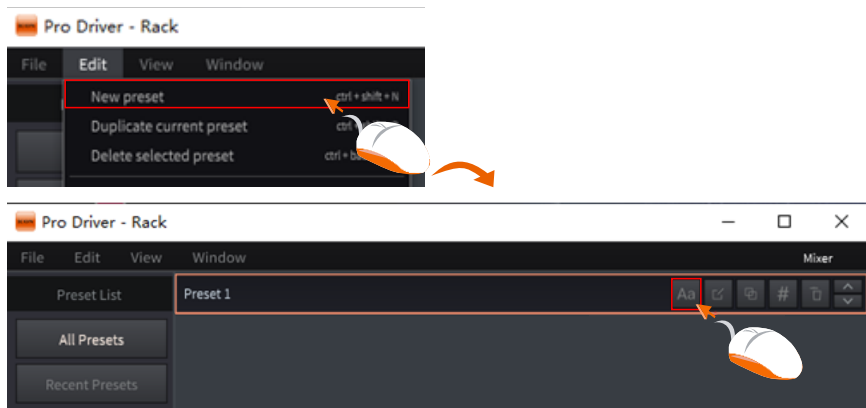 Pro Driver - Rack
File Edit View Window
New preset ctrl + shift + N
Duplicate current preset
Delete selected preset
Pro Driver - Rack
File Edit View Window Mixer
Preset List Preset 1 Aa #
All Presets
Recent Presets